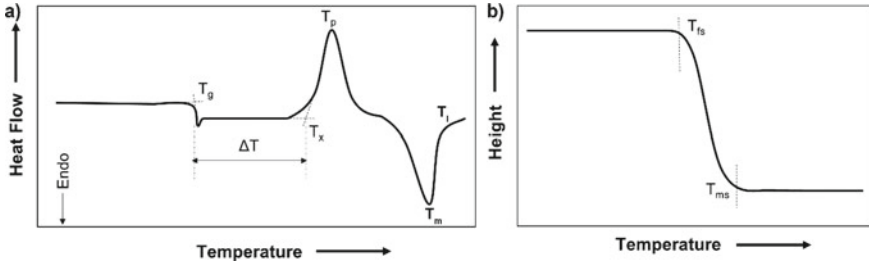 a)
Heat Flow
Endo
Tg
ΔT
Tx
Tp
Tm
Tl
Temperature
b)
Height
Tfs
Tms
Temperature